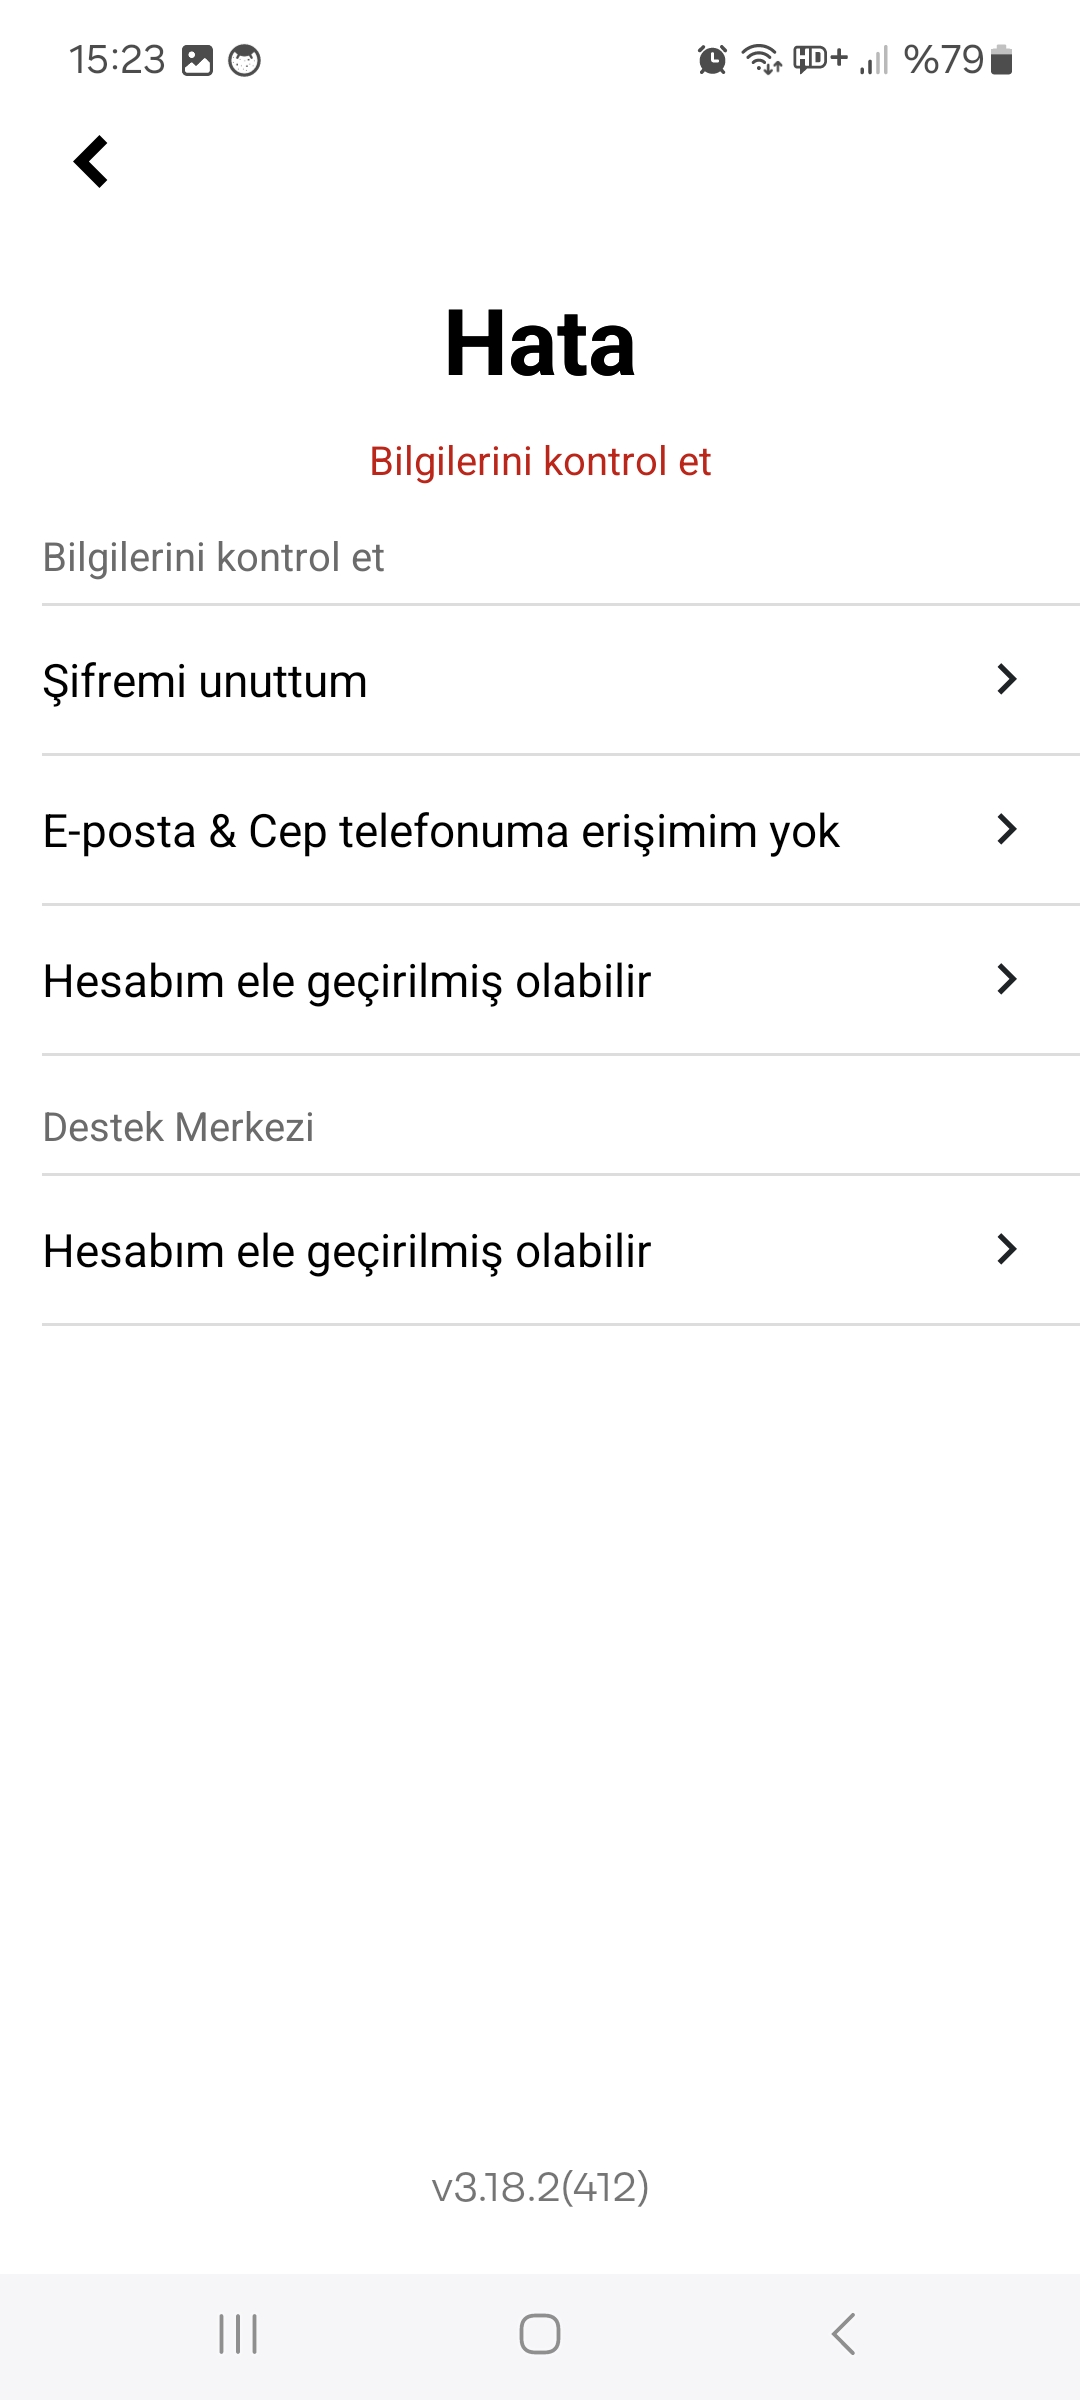 15:23
HD+ %79
Hata
Bilgilerini kontrol et
Bilgilerini kontrol et
Şifremi unuttum
E-posta & Cep telefonuma erişimim yok
Hesabım ele geçirilmiş olabilir
Destek Merkezi
Hesabım ele geçirilmiş olabilir
v3.18.2(412)